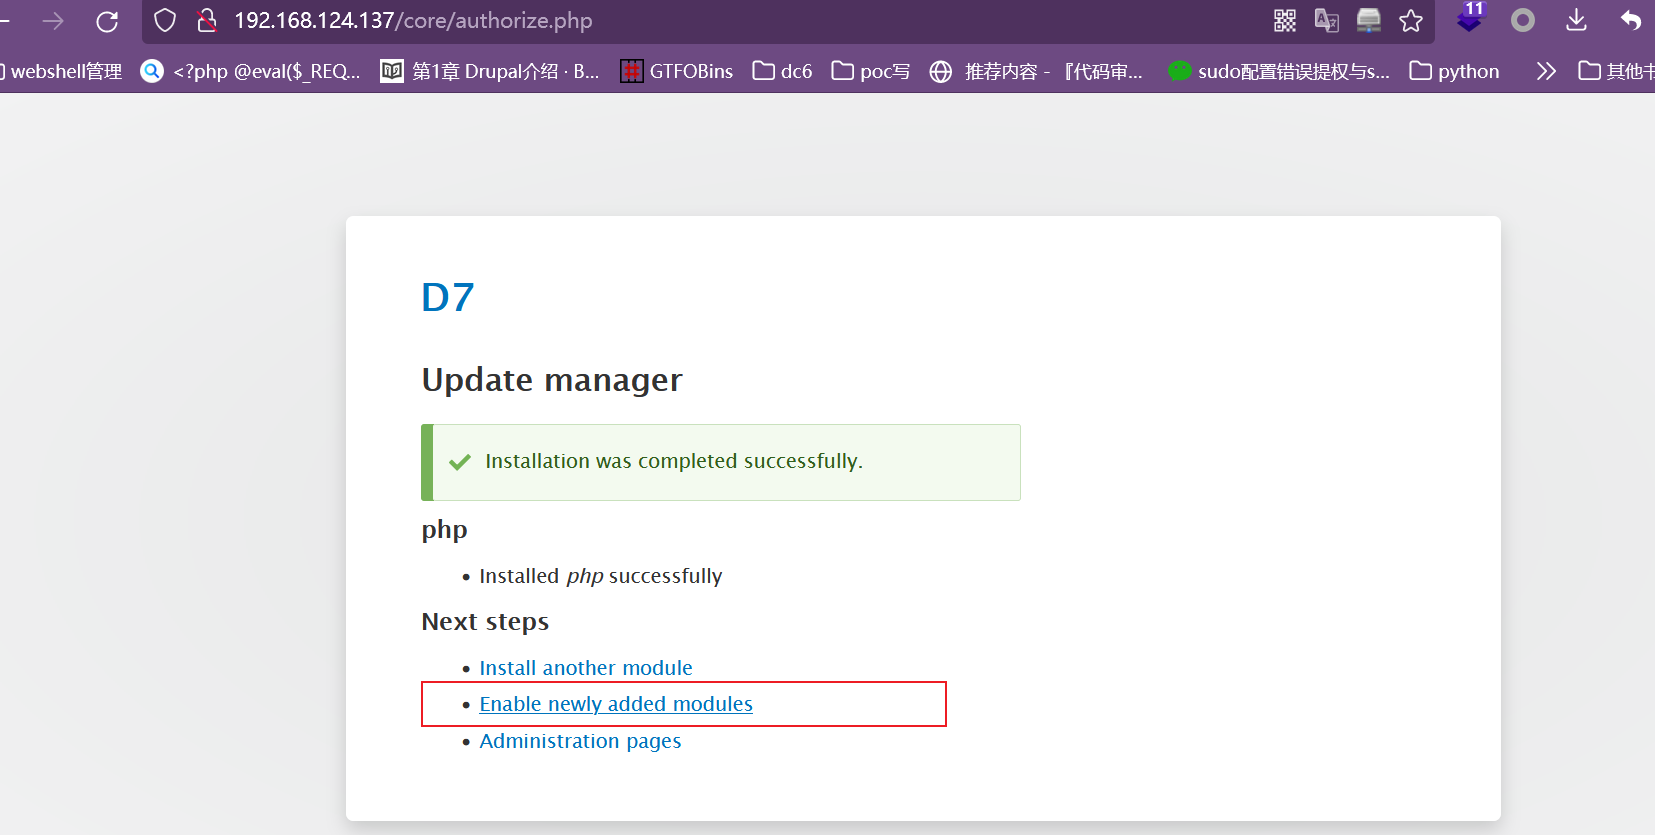 192.168.124.137/core/authorize.php
11
webshell管理 <?php @eval($_REQ... 第1章 Drupal介绍 · B... GTFOBins dc6 poc写 推荐内容 - 『代码审... sudo配置错误提权与s... python 其他书
D7
Update manager
Installation was completed successfully.
php
• Installed php successfully
Next steps
• Install another module
• Enable newly added modules
• Administration pages